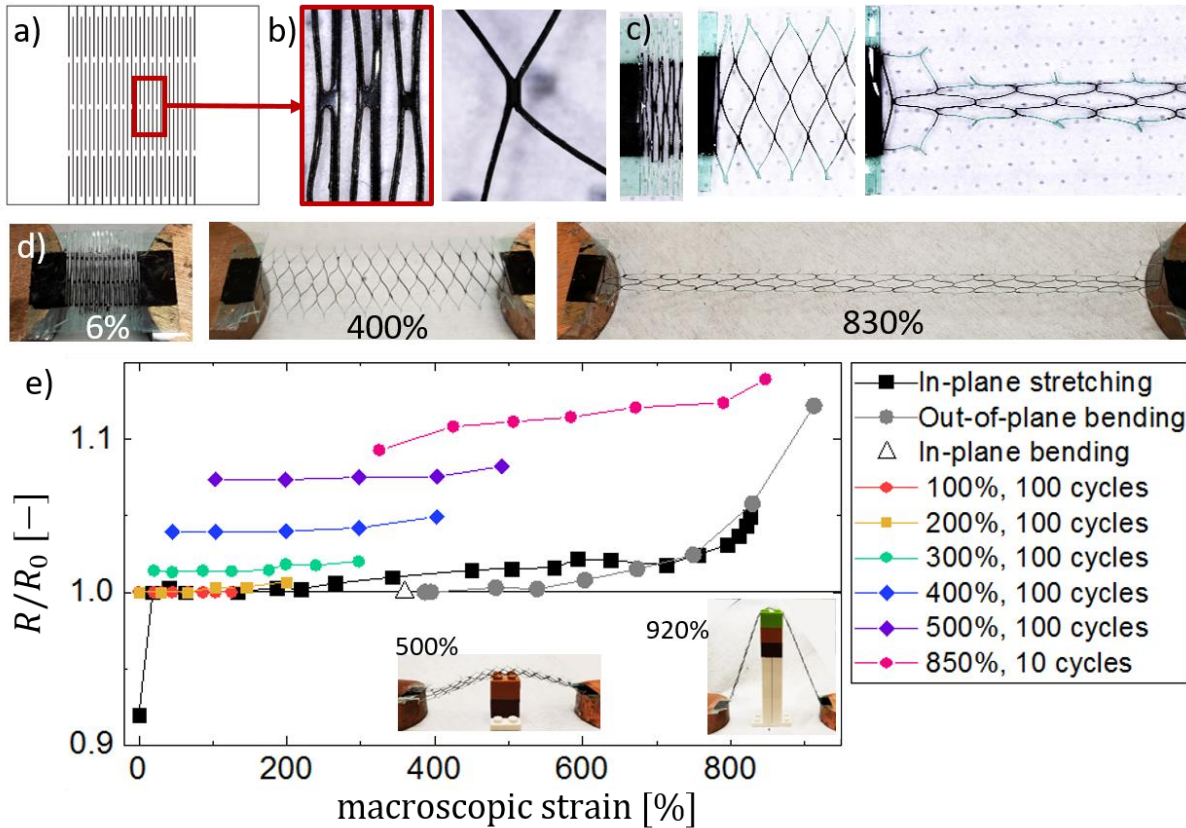 a)
b)
c)
d)
6%
400%
830%
e)
In-plane stretching
Out-of-plane bending
In-plane bending
100%, 100 cycles
200%, 100 cycles
300%, 100 cycles
400%, 100 cycles
500%, 100 cycles
850%, 10 cycles
R/R₀ [−]
1.1
1.0
0.9
500%
920%
0 200 400 600 800
macroscopic strain [%]